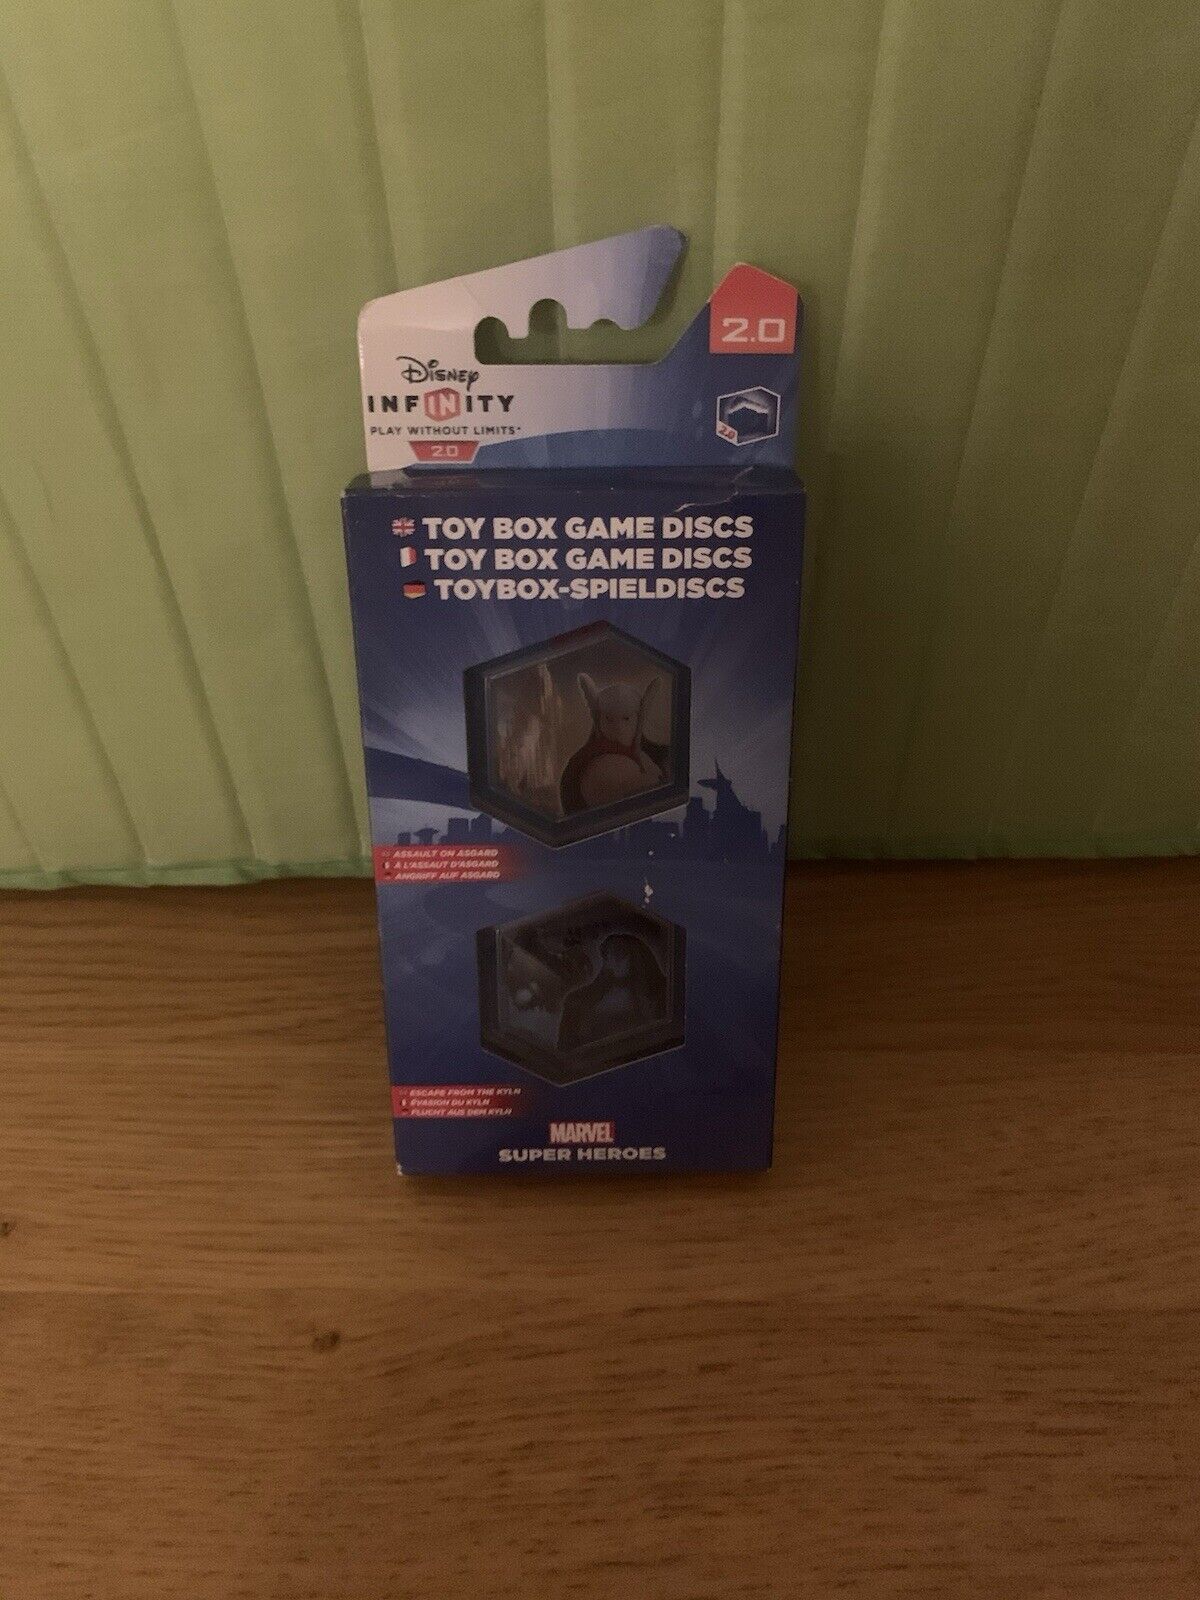 2.0
DISNEY
INFINITY
PLAY WITHOUT LIMITS
2.0
2.0
TOY BOX GAME DISCS
TOY BOX GAME DISCS
TOYBOX-SPIELDISCS
ASSAULT ON ASGARD
À L'ASSAUT D'ASGARD
ANGRIFF AUF ASGARD
ESCAPE FROM THE KYLN
ÉVASION DU KYLN
FLUCHT AUS DEM KYLN
MARVEL
SUPER HEROES